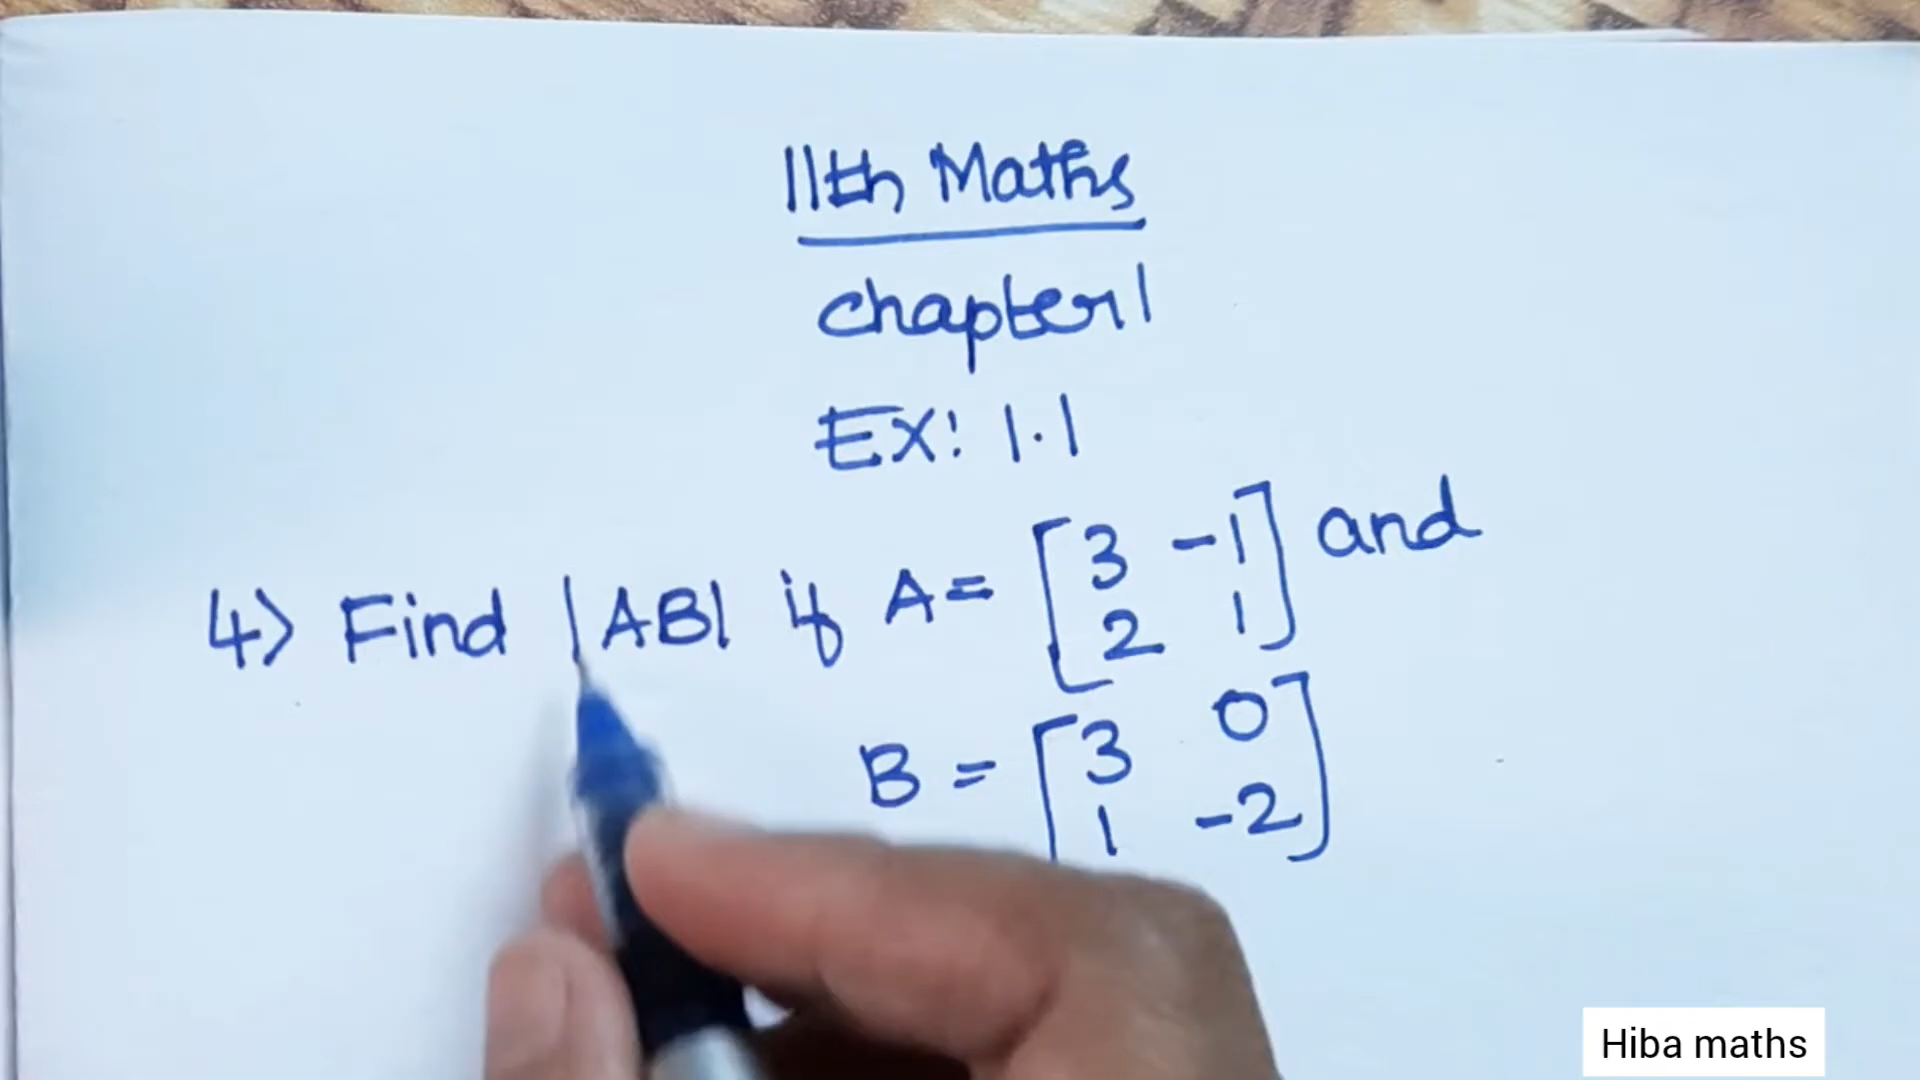 11th Maths
chapter 1
EX: 1.1
4) Find |AB| if A = [3 -1
2 1] and
B = [3 0
1 -2]
Hiba maths